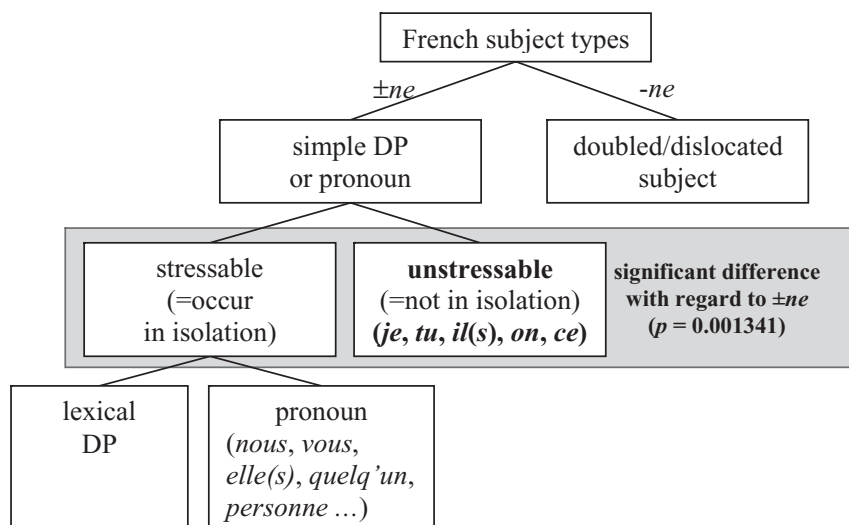 French subject types
±ne
-ne
simple DP
or pronoun
doubled/dislocated
subject
stressable
(=occur
in isolation)
unstressable
(=not in isolation)
(je, tu, il(s), on, ce)
significant difference
with regard to ±ne
(p = 0.001341)
lexical
DP
pronoun
(nous, vous,
elle(s), quelq’un,
personne …)